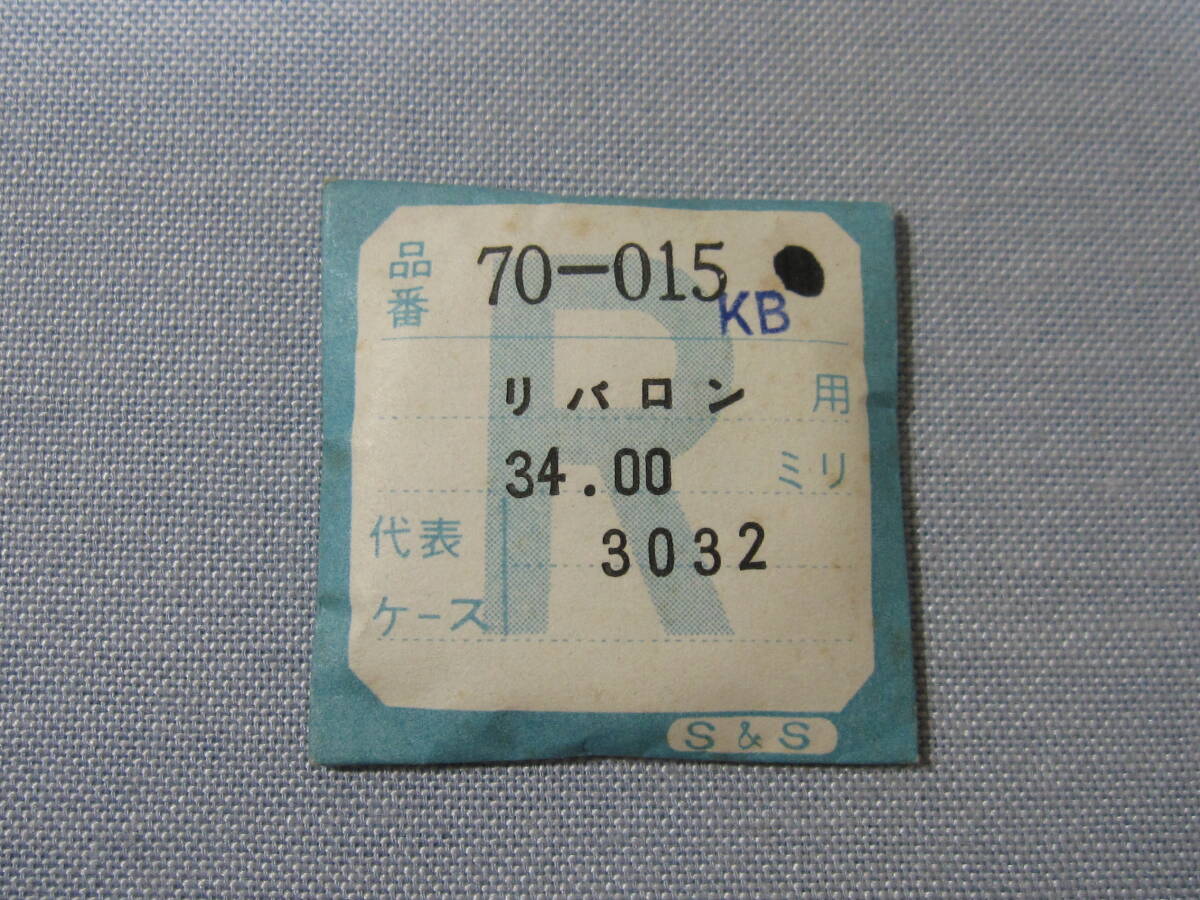 品番 70-015
KB
リバロン 用
34.00 ミリ
代表 3032
ケース
R
S&S